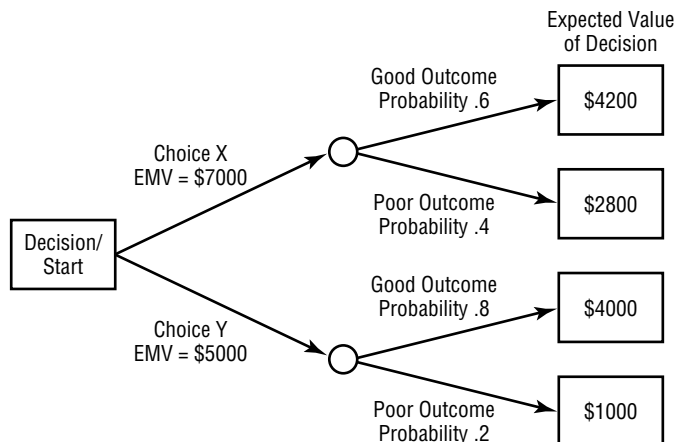 Expected Value
of Decision
Good Outcome
Probability .6
$4200
Choice X
EMV = $7000
Poor Outcome
Probability .4
$2800
Decision/
Start
Good Outcome
Probability .8
$4000
Choice Y
EMV = $5000
Poor Outcome
Probability .2
$1000